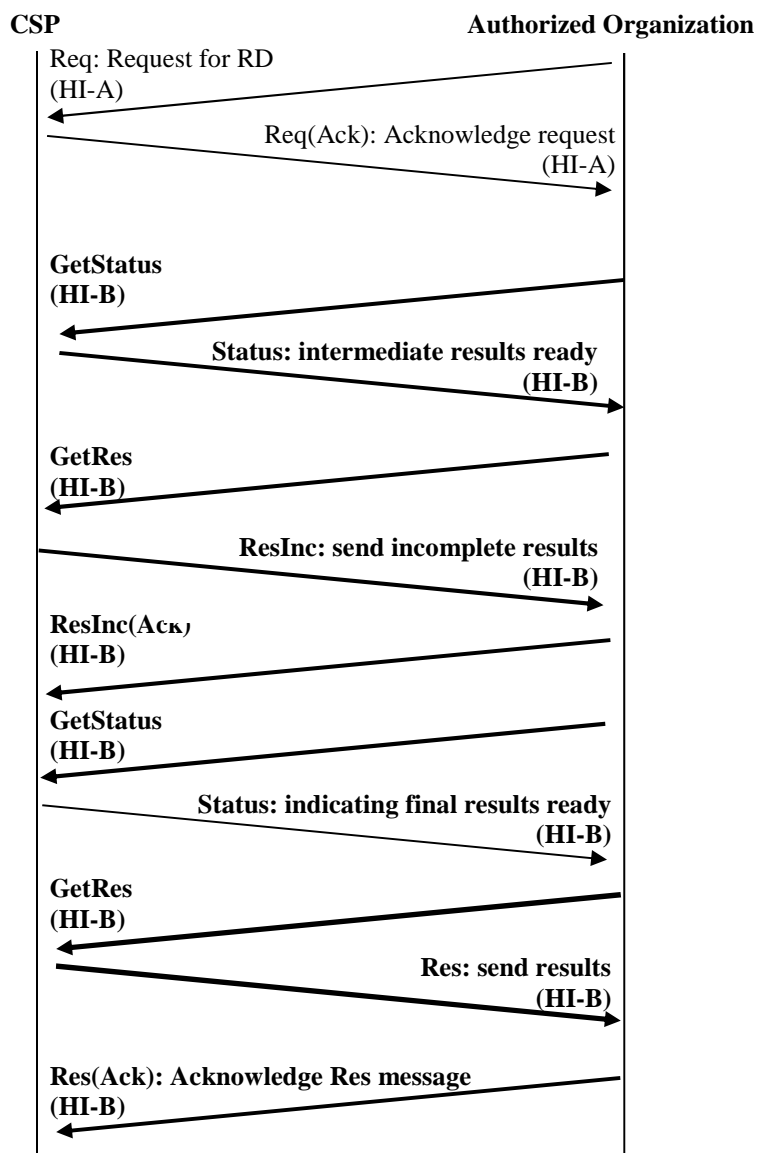 CSP Authorized Organization
Req: Request for RD
(HI-A)
Req(Ack): Acknowledge request
(HI-A)
GetStatus
(HI-B)
Status: intermediate results ready
(HI-B)
GetRes
(HI-B)
ResInc: send incomplete results
(HI-B)
ResInc(Ack)
(HI-B)
GetStatus
(HI-B)
Status: indicating final results ready
(HI-B)
GetRes
(HI-B)
Res: send results
(HI-B)
Res(Ack): Acknowledge Res message
(HI-B)